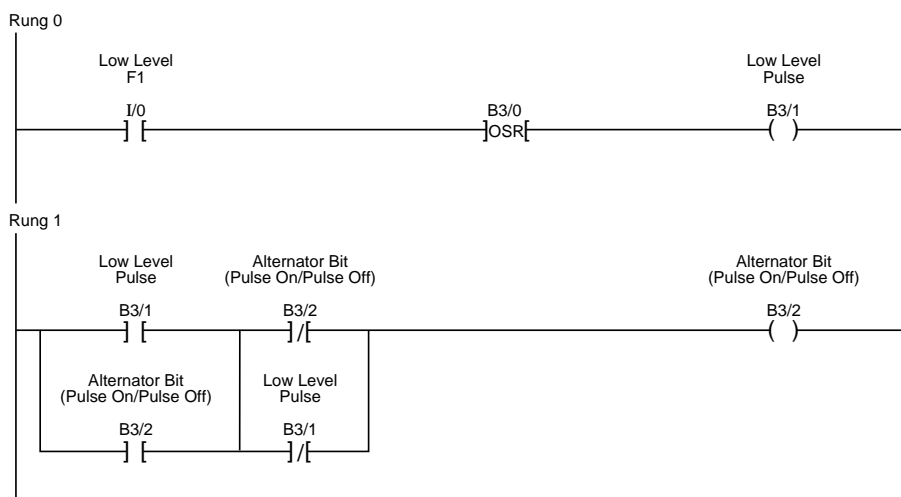 Rung 0
Low Level
F1
I/0
] [
B3/0
]OSR[
Low Level
Pulse
B3/1
( )
Rung 1
Low Level
Pulse
B3/1
] [
Alternator Bit
(Pulse On/Pulse Off)
B3/2
]/[
Alternator Bit
(Pulse On/Pulse Off)
B3/2
( )
Alternator Bit
(Pulse On/Pulse Off)
B3/2
] [
Low Level
Pulse
B3/1
]/[